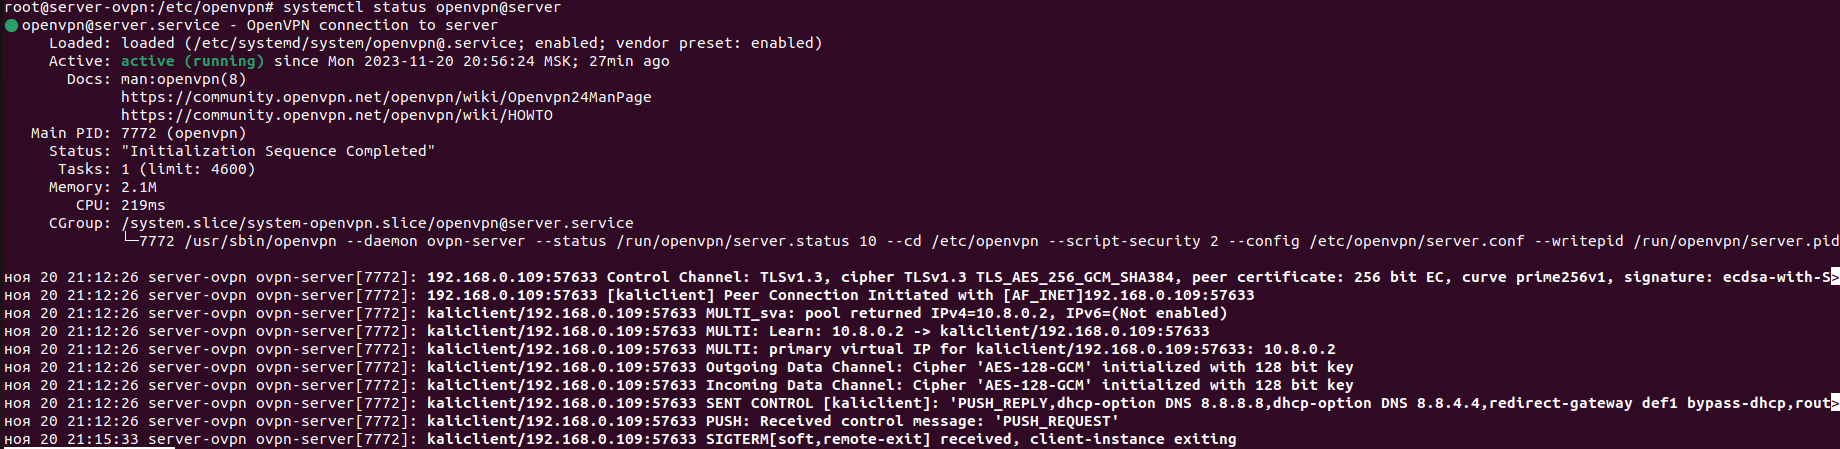 root@server-ovpn:/etc/openvpn# systemctl status openvpn@server
openvpn@server.service - OpenVPN connection to server
Loaded: loaded (/etc/systemd/system/openvpn@.service; enabled; vendor preset: enabled)
Active: active (running) since Mon 2023-11-20 20:56:24 MSK; 27min ago
Docs: man:openvpn(8)
https://community.openvpn.net/openvpn/wiki/Openvpn24ManPage
https://community.openvpn.net/openvpn/wiki/HOWTO
Main PID: 7772 (openvpn)
Status: "Initialization Sequence Completed"
Tasks: 1 (limit: 4600)
Memory: 2.1M
CPU: 219ms
CGroup: /system.slice/system-openvpn.slice/openvpn@server.service
└─7772 /usr/sbin/openvpn --daemon ovpn-server --status /run/openvpn/server.status 10 --cd /etc/openvpn --script-security 2 --config /etc/openvpn/server.conf --writepid /run/openvpn/server.pid
ноя 20 21:12:26 server-ovpn ovpn-server[7772]: 192.168.0.109:57633 Control Channel: TLSv1.3, cipher TLSv1.3 TLS_AES_256_GCM_SHA384, peer certificate: 256 bit EC, curve prime256v1, signature: ecdsa-with-S>
ноя 20 21:12:26 server-ovpn ovpn-server[7772]: 192.168.0.109:57633 [kaliclient] Peer Connection Initiated with [AF_INET]192.168.0.109:57633
ноя 20 21:12:26 server-ovpn ovpn-server[7772]: kaliclient/192.168.0.109:57633 MULTI_sva: pool returned IPv4=10.8.0.2, IPv6=(Not enabled)
ноя 20 21:12:26 server-ovpn ovpn-server[7772]: kaliclient/192.168.0.109:57633 MULTI: Learn: 10.8.0.2 -> kaliclient/192.168.0.109:57633
ноя 20 21:12:26 server-ovpn ovpn-server[7772]: kaliclient/192.168.0.109:57633 MULTI: primary virtual IP for kaliclient/192.168.0.109:57633: 10.8.0.2
ноя 20 21:12:26 server-ovpn ovpn-server[7772]: kaliclient/192.168.0.109:57633 Outgoing Data Channel: Cipher 'AES-128-GCM' initialized with 128 bit key
ноя 20 21:12:26 server-ovpn ovpn-server[7772]: kaliclient/192.168.0.109:57633 Incoming Data Channel: Cipher 'AES-128-GCM' initialized with 128 bit key
ноя 20 21:12:26 server-ovpn ovpn-server[7772]: kaliclient/192.168.0.109:57633 SENT CONTROL [kaliclient]: 'PUSH_REPLY,dhcp-option DNS 8.8.8.8,dhcp-option DNS 8.8.4.4,redirect-gateway def1 bypass-dhcp,rout>
ноя 20 21:12:26 server-ovpn ovpn-server[7772]: kaliclient/192.168.0.109:57633 PUSH: Received control message: 'PUSH_REQUEST'
ноя 20 21:15:33 server-ovpn ovpn-server[7772]: kaliclient/192.168.0.109:57633 SIGTERM[soft,remote-exit] received, client-instance exiting